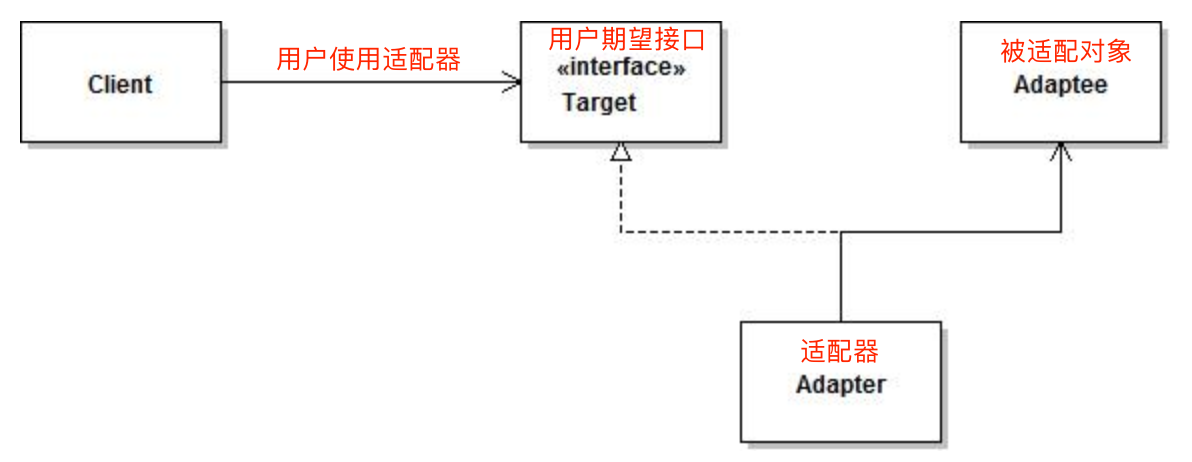 Client
用户使用适配器
用户期望接口
«interface»
Target
被适配对象
Adaptee
适配器
Adapter